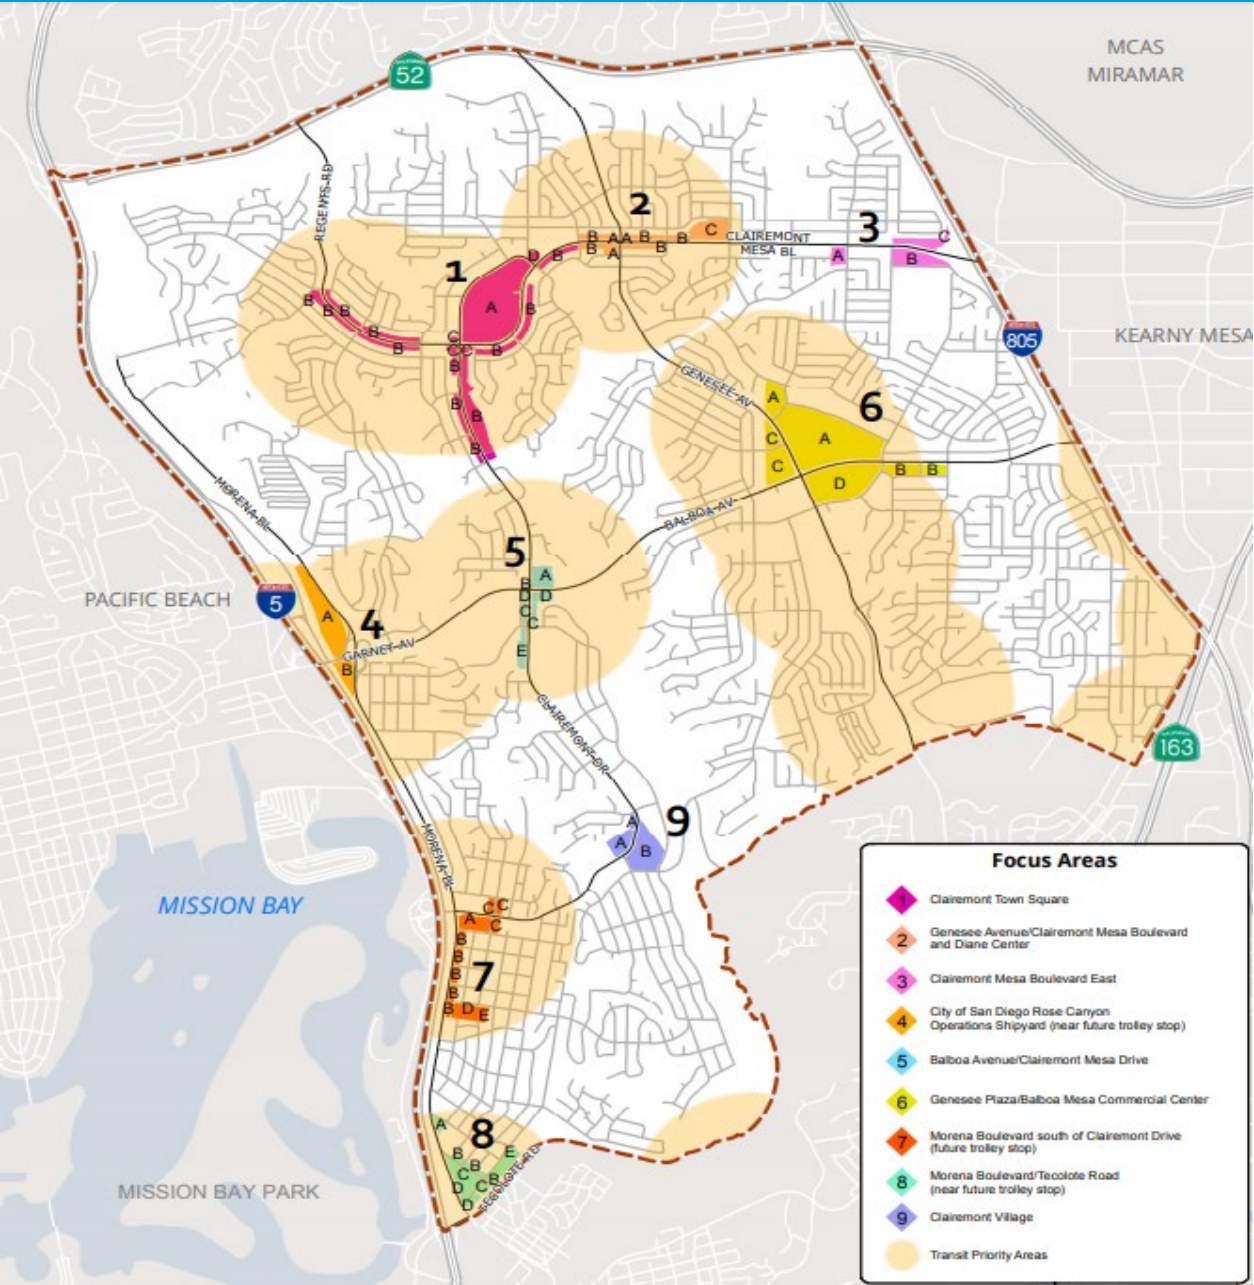 MCAS
MIRAMAR
CALIFORNIA
52
REGENTS RD
2
B A A B B C
B A B
CLAIREMONT
MESA BL
3
C
A B
1
D B
A B
B B B
B B
C
C C B
B
B B
B
INTERSTATE
805
KEARNY MESA
GENESEE AV
A
6
C A
C
B B
D
MORENA BL
BALBOA AV
5
A
B
D D
C
C
E
PACIFIC BEACH
INTERSTATE
5
A
4
GARNET AV
B
CLAIREMONT DR
CALIFORNIA
163
A
9
A B
MORENA BL
MISSION BAY
C C
A C
B
B
B
B
7
B D E
A
8
B E
B
C B
D C
D
TECOLOTE RD
MISSION BAY PARK
Focus Areas
1 Clairemont Town Square
2 Genesee Avenue/Clairemont Mesa Boulevard
and Diane Center
3 Clairemont Mesa Boulevard East
4 City of San Diego Rose Canyon
Operations Shipyard (near future trolley stop)
5 Balboa Avenue/Clairemont Mesa Drive
6 Genesee Plaza/Balboa Mesa Commercial Center
7 Morena Boulevard south of Clairemont Drive
(future trolley stop)
8 Morena Boulevard/Tecolote Road
(near future trolley stop)
9 Clairemont Village
Transit Priority Areas